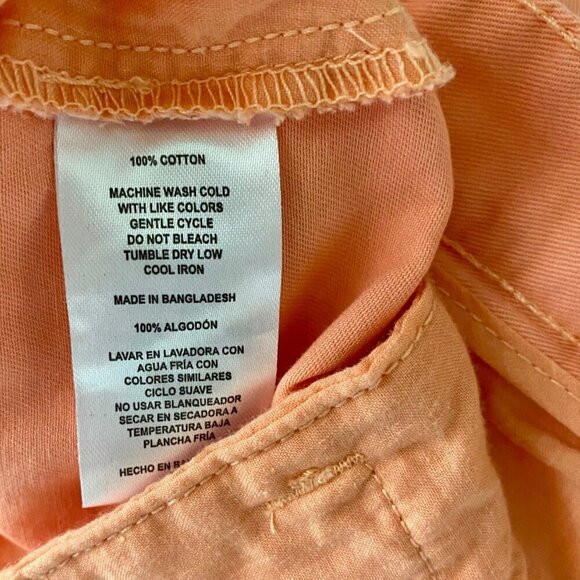 100% COTTON
MACHINE WASH COLD
WITH LIKE COLORS
GENTLE CYCLE
DO NOT BLEACH
TUMBLE DRY LOW
COOL IRON
MADE IN BANGLADESH
100% ALGODÓN
LAVAR EN LAVADORA CON
AGUA FRÍA CON
COLORES SIMILARES
CICLO SUAVE
NO USAR BLANQUEADOR
SECAR EN SECADORA A
TEMPERATURA BAJA
PLANCHA FRÍA
HECHO EN